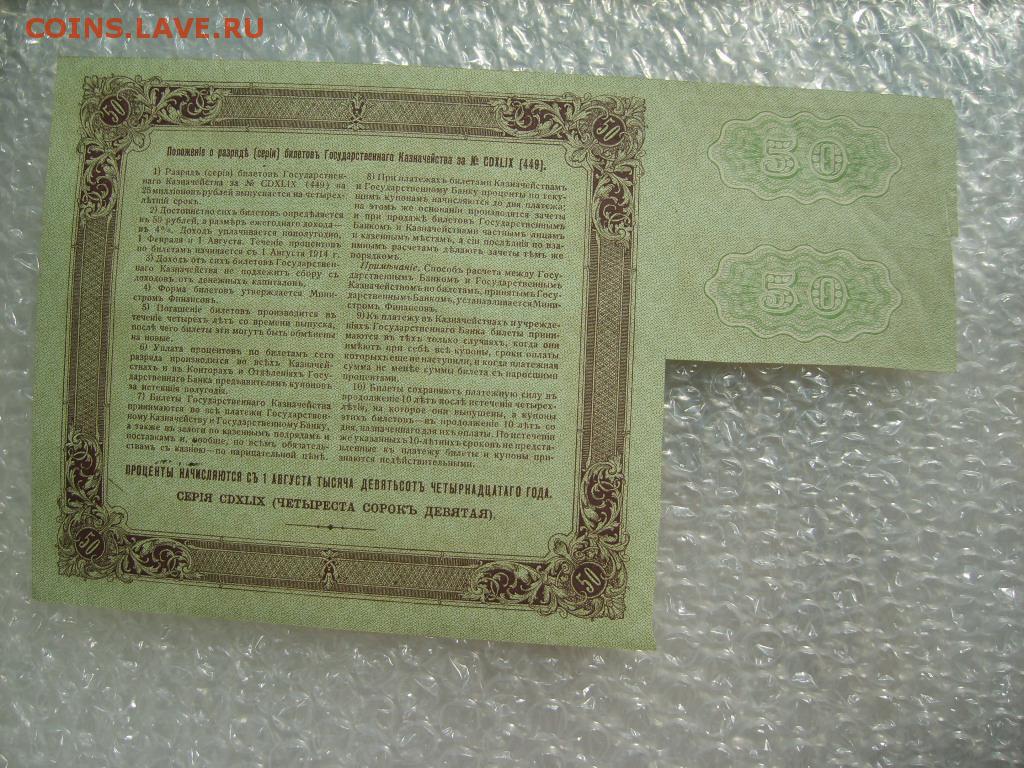 COINS.LAVE.RU
50
50
Положеніе о разрядѣ (серіи) билетовъ Государственнаго Казначейства за № CDXLIX (449).
1) Разрядъ (серія) билетовъ Государствен-
наго Казначейства за № CDXLIX (449) на
25 милліоновъ рублей выпускается на четырех-
лѣтній срокъ.
2) Достоинство сихъ билетовъ опредѣляется
въ 50 рублей, а размѣръ ежегоднаго дохода—
въ 4%. Доходъ уплачивается пополугодно,
1 Февраля и 1 Августа. Теченіе процентовъ
по билетамъ начинается съ 1 Августа 1914 г.
3) Доходъ отъ сихъ билетовъ Государствен-
наго Казначейства не подлежитъ сбору съ
доходовъ отъ денежныхъ капиталовъ.
4) Форма билетовъ утверждается Мини-
стромъ Финансовъ.
5) Погашеніе билетовъ производится въ
теченіе четырехъ лѣтъ со времени выпуска,
послѣ чего билеты эти могутъ быть обмѣнены
на новые.
6) Уплата процентовъ по билетамъ сего
разряда производится во всѣхъ Казначей-
ствахъ и въ Конторахъ и Отдѣленіяхъ Госу-
дарственнаго Банка предъявителямъ купоновъ
за истекшія полугодія.
7) Билеты Государственнаго Казначейства
принимаются во всѣ платежи Государствен-
ному Казначейству и Государственному Банку,
а также въ залоги по казеннымъ подрядамъ и
поставкамъ и, вообще, по всѣмъ обязатель-
ствамъ съ казною—по нарицательной цѣнѣ.
8) При платежахъ билетами Казначействамъ
и Государственному Банку, проценты по теку-
щимъ купонамъ начисляются до дня платежа;
на этомъ же основаніи производятся зачеты
и при продажѣ билетовъ Государственнымъ
Банкомъ и Казначействами частнымъ лицамъ
и казеннымъ мѣстамъ, а сіи послѣднія по вза-
имнымъ расчетамъ дѣлаютъ зачеты тѣмъ же
порядкомъ.
Примѣчаніе. Способъ расчета между Госу-
дарственнымъ Банкомъ и Государственнымъ
Казначействомъ по билетамъ, принятымъ Госу-
дарственнымъ Банкомъ, устанавливается Мини-
стромъ Финансовъ.
9) Къ платежу въ Казначействахъ и учрежде-
ніяхъ Государственнаго Банка билеты прини-
маются въ тѣхъ только случаяхъ, когда они
имѣютъ при себѣ всѣ купоны, сроки оплаты
которыхъ еще не наступили, и когда платежная
сумма не менѣе суммы билета съ наросшими
процентами.
10) Билеты сохраняютъ платежную силу въ
продолженіе 10 лѣтъ послѣ истеченія четырех-
лѣтія, на которое они выпущены, а купоны
этихъ билетовъ—въ продолженіе 10 лѣтъ со
дня, назначеннаго для ихъ оплаты. По истеченіи
же указанныхъ 10-лѣтнихъ сроковъ не предста-
вленные къ платежу билеты и купоны при-
знаются недѣйствительными.
ПРОЦЕНТЫ НАЧИСЛЯЮТСЯ СЪ 1 АВГУСТА ТЫСЯЧА ДЕВЯТЬСОТЪ ЧЕТЫРНАДЦАТАГО ГОДА.
СЕРІЯ CDXLIX (ЧЕТЫРЕСТА СОРОКЪ ДЕВЯТАЯ).
50
50
50
50